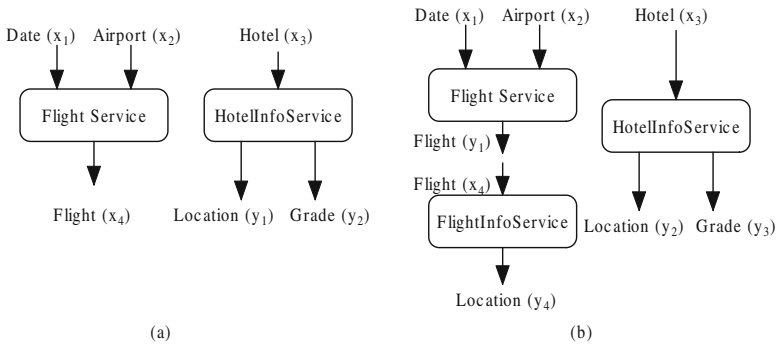 Date (x₁) Airport (x₂) Hotel (x₃)
Flight Service HotelInfoService
Flight (x₄) Location (y₁) Grade (y₂)
(a)
Date (x₁) Airport (x₂) Hotel (x₃)
Flight Service
HotelInfoService
Flight (y₁)
Flight (x₄)
FlightInfoService
Location (y₂) Grade (y₃)
Location (y₄)
(b)